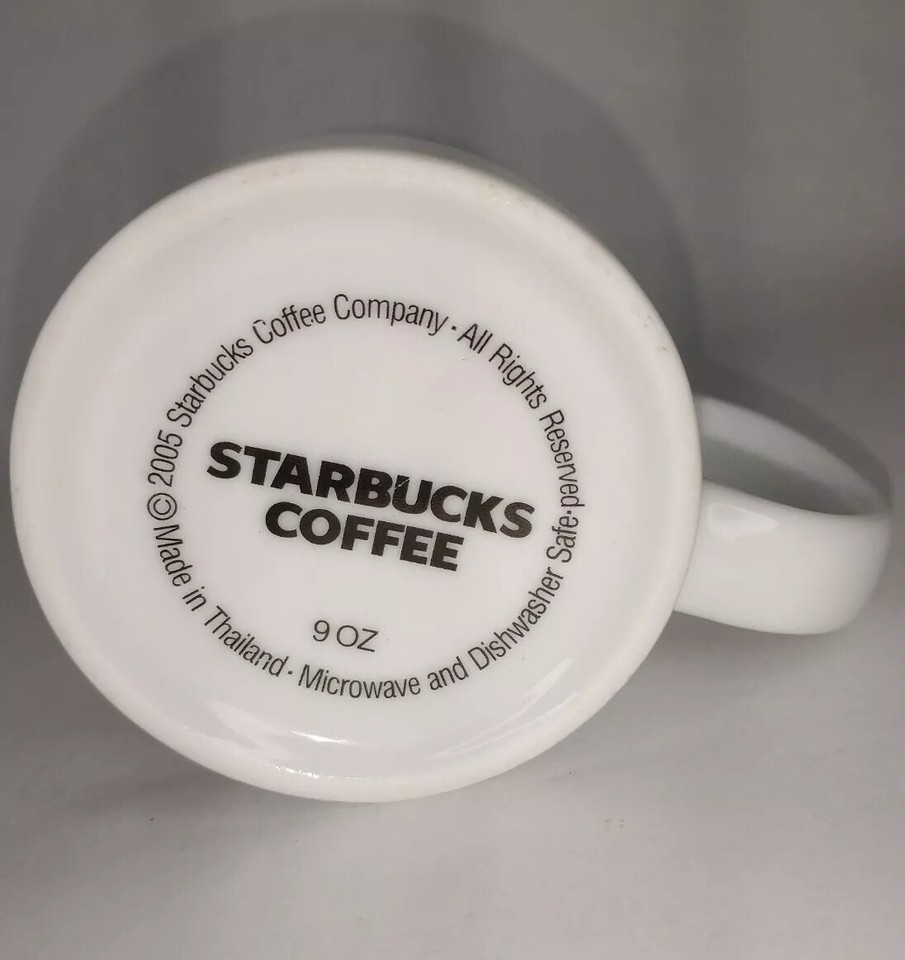 © 2005 Starbucks Coffee Company · All Rights Reserved·
STARBUCKS
COFFEE
9 OZ
Made in Thailand · Microwave and Dishwasher Safe·